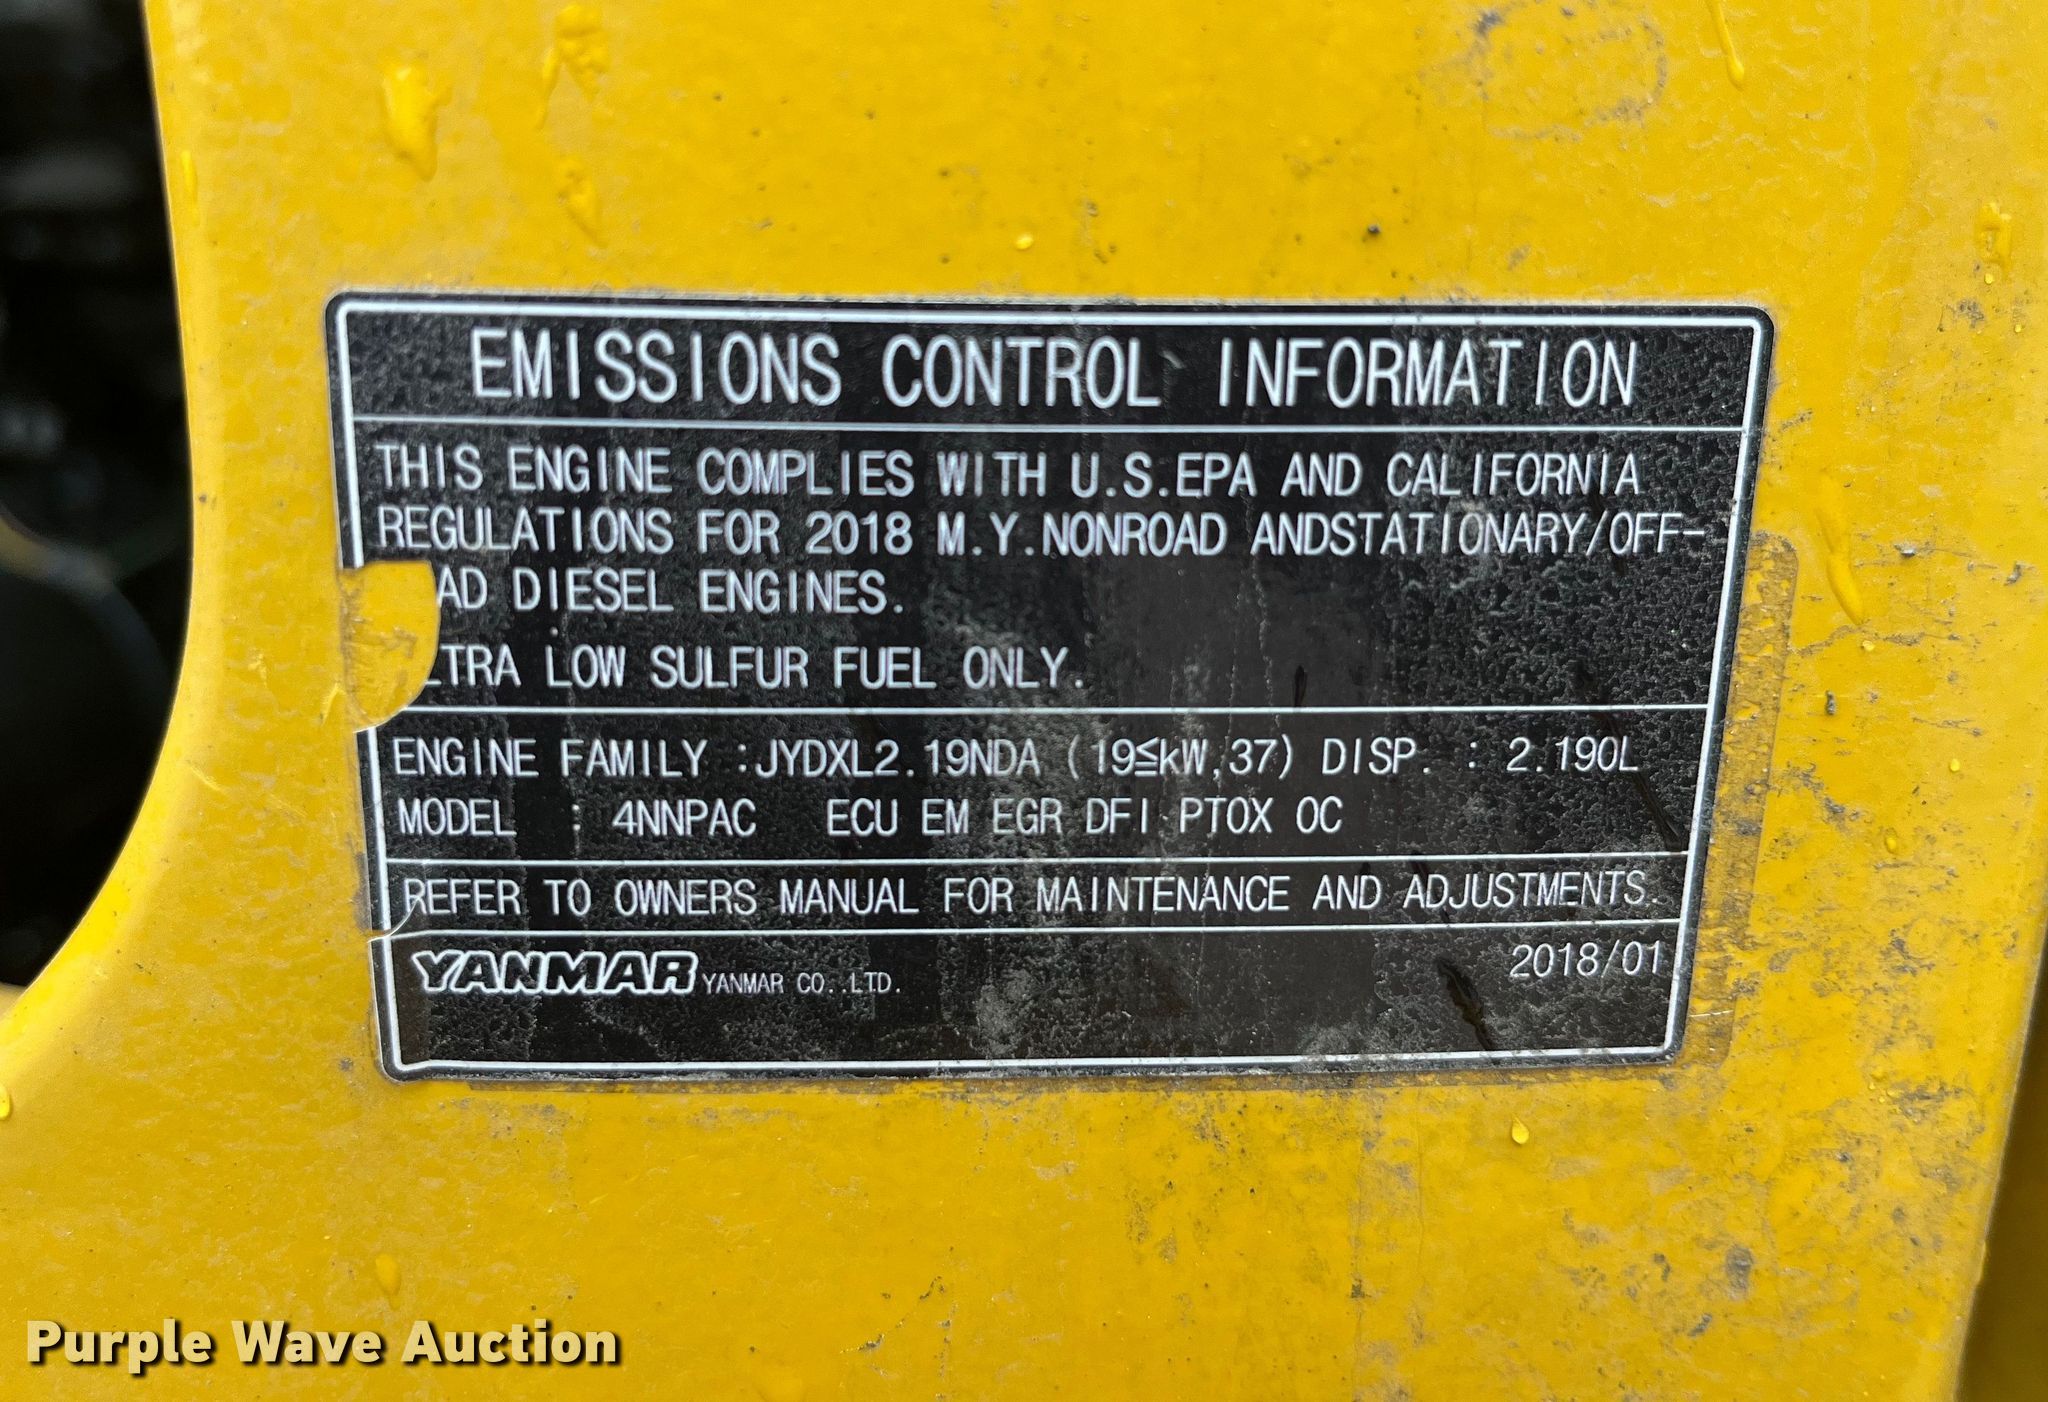 EMISSIONS CONTROL INFORMATION
THIS ENGINE COMPLIES WITH U.S.EPA AND CALIFORNIA
REGULATIONS FOR 2018 M.Y.NONROAD ANDSTATIONARY/OFF-
AD DIESEL ENGINES.
LTRA LOW SULFUR FUEL ONLY.
ENGINE FAMILY :JYDXL2.19NDA (19≦kW,37) DISP. : 2.190L
MODEL : 4NNPAC ECU EM EGR DFI PTOX OC
REFER TO OWNERS MANUAL FOR MAINTENANCE AND ADJUSTMENTS.
YANMAR YANMAR CO.,LTD. 2018/01
Purple Wave Auction